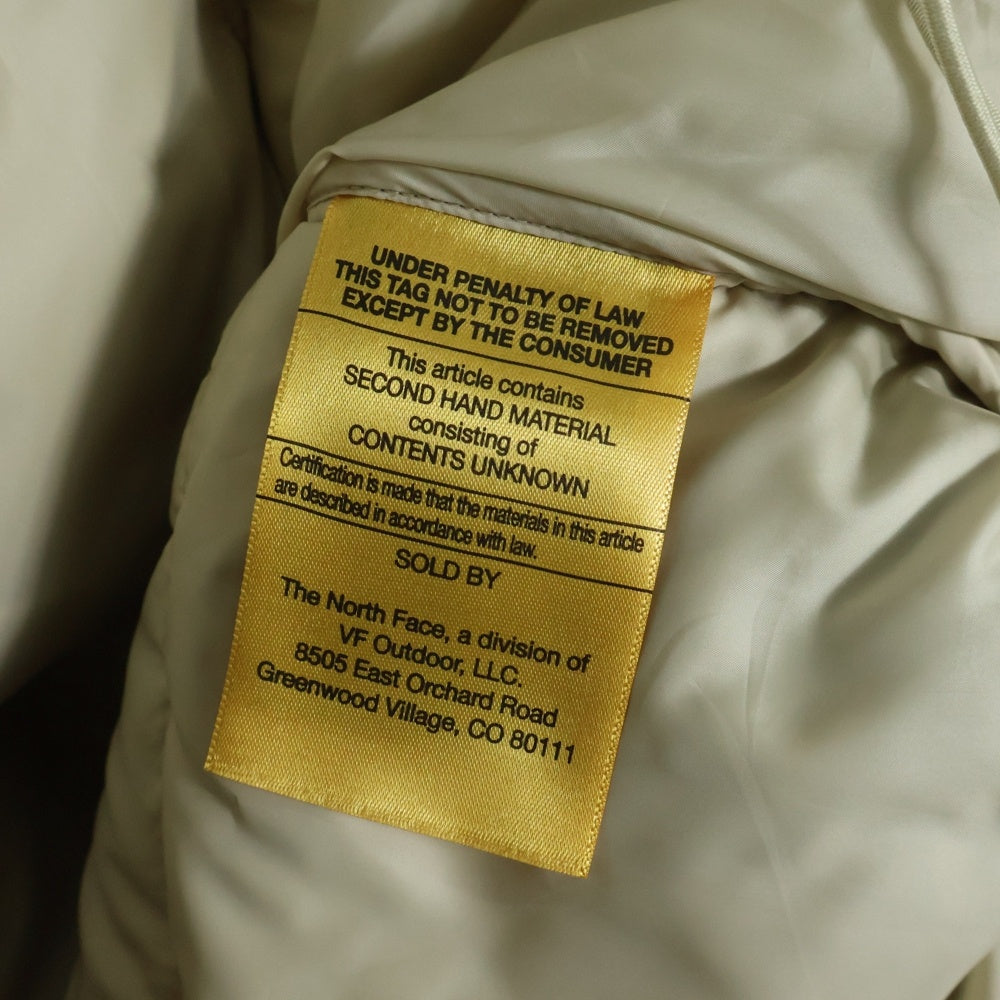 UNDER PENALTY OF LAW
THIS TAG NOT TO BE REMOVED
EXCEPT BY THE CONSUMER
This article contains
SECOND HAND MATERIAL
consisting of
CONTENTS UNKNOWN
Certification is made that the materials in this article
are described in accordance with law.
SOLD BY
The North Face, a division of
VF Outdoor, LLC.
8505 East Orchard Road
Greenwood Village, CO 80111